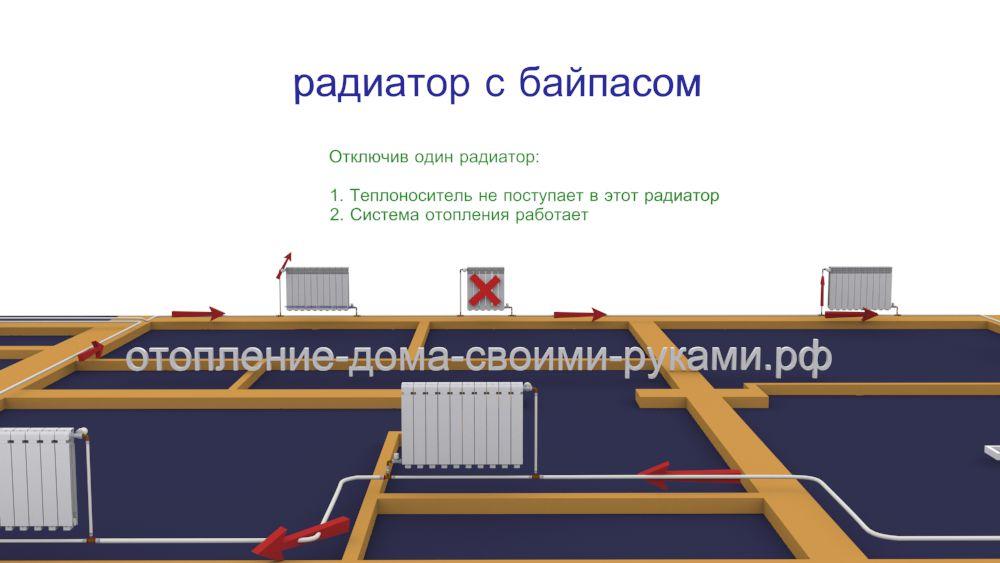 радиатор с байпасом
Отключив один радиатор:
1. Теплоноситель не поступает в этот радиатор
2. Система отопления работает
отопление-дома-своими-руками.рф